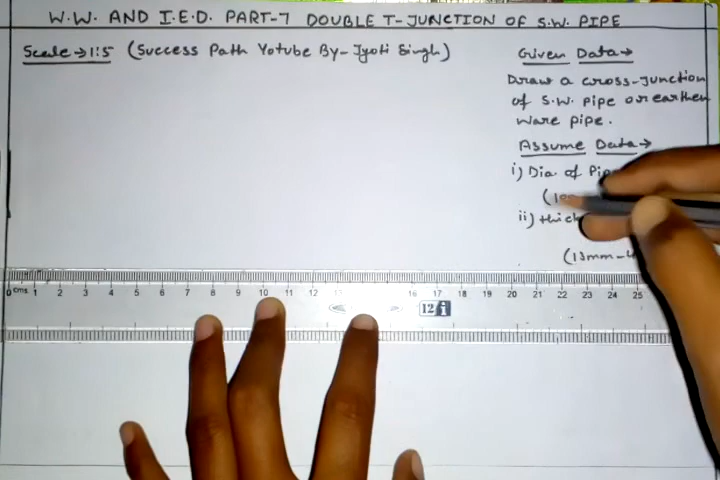 W.W. AND I.E.D. PART-7 DOUBLE T-JUNCTION OF S.W. PIPE
Scale→1:5 (Success Path Yotube By-Jyoti Singh)
Given Data→
Draw a cross-junction
of S.W. pipe or earthen
ware pipe.
Assume Data→
i) Dia. of
ii)
(13mm-
0 cms 1 2 3 4 5 6 7 8 9 10 11 12 13 16 17 18 19 20 21 22 23 24 25
12 i